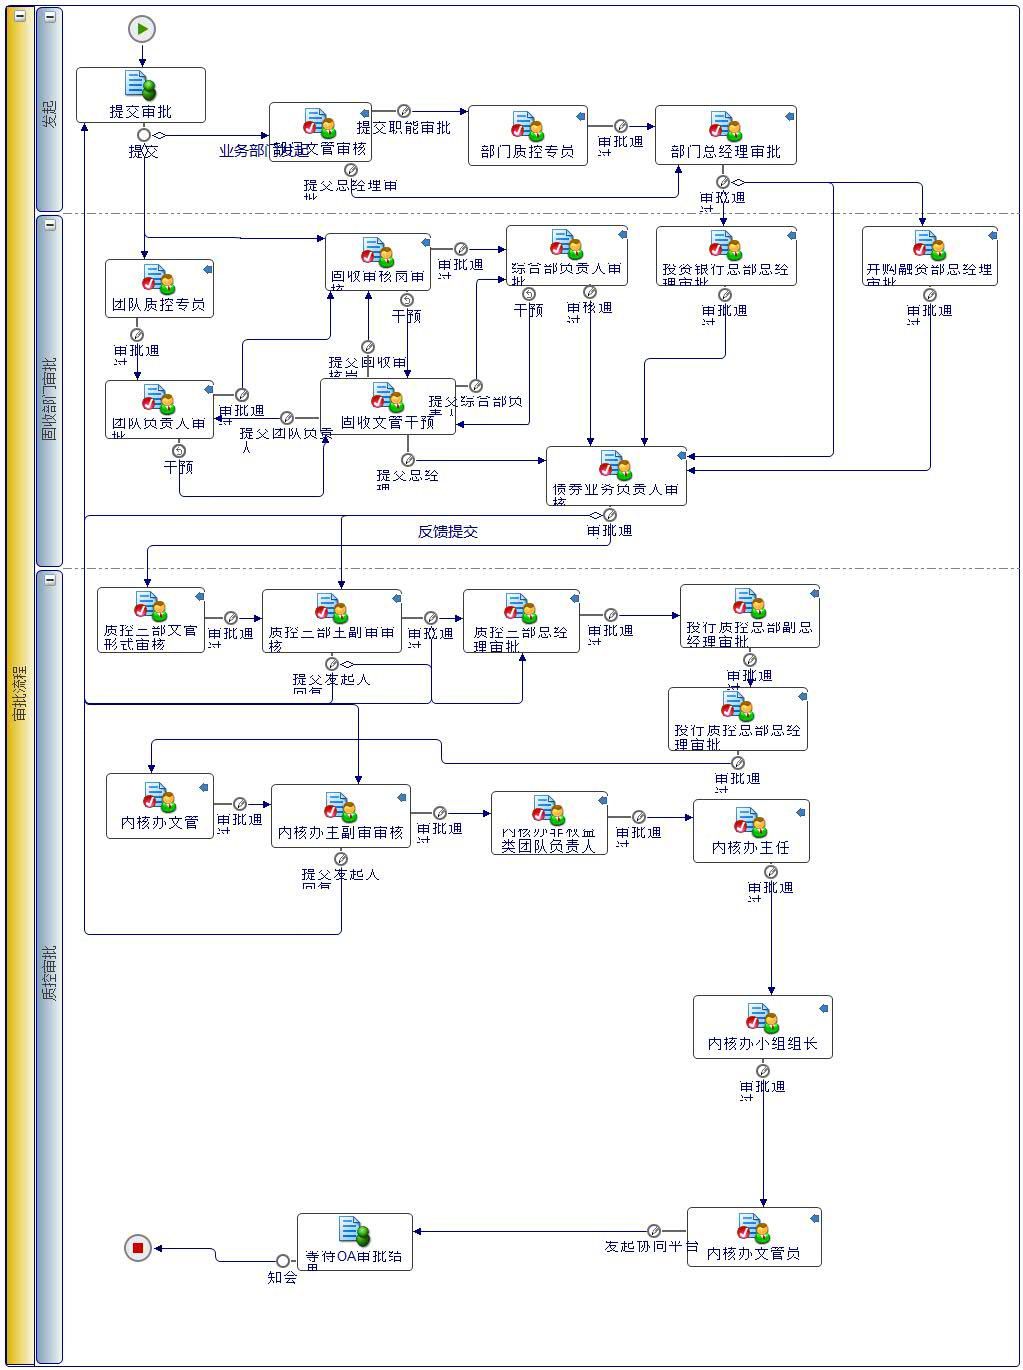 审批流程
发起
提交审批
提交
业务部门发起
部门文管审核
提交职能审批
提交总经理审批
部门质控专员
审批通过
部门总经理审批
审批通过
固收部门审批
团队质控专员
审批通过
团队负责人审批
审批通过
干预
固收审核岗审核
审批通过
干预
提交固收审核岗
综合部负责人审批
干预
审核通过
投资银行总部总经理审批
审批通过
并购融资部总经理审批
审批通过
固收文管干预
提交综合部负责人
提交团队负责人
提交总经理
债券业务负责人审核
审批通
反馈提交
质控审批
质控二部文管
形式审核
审批通过
质控二部主副审审核
审批通过
提交发起人回复
质控二部总经理审批
审批通过
投行质控总部副总经理审批
审批通过
投行质控总部总经理审批
审批通过
内核办文管
审批通过
内核办主副审审核
审批通过
提交发起人回复
内核办非权益
类团队负责人
审批通过
内核办主任
审批通过
内核办小组组长
审批通过
内核办文管员
发起协同平台
等待OA审批结果
知会